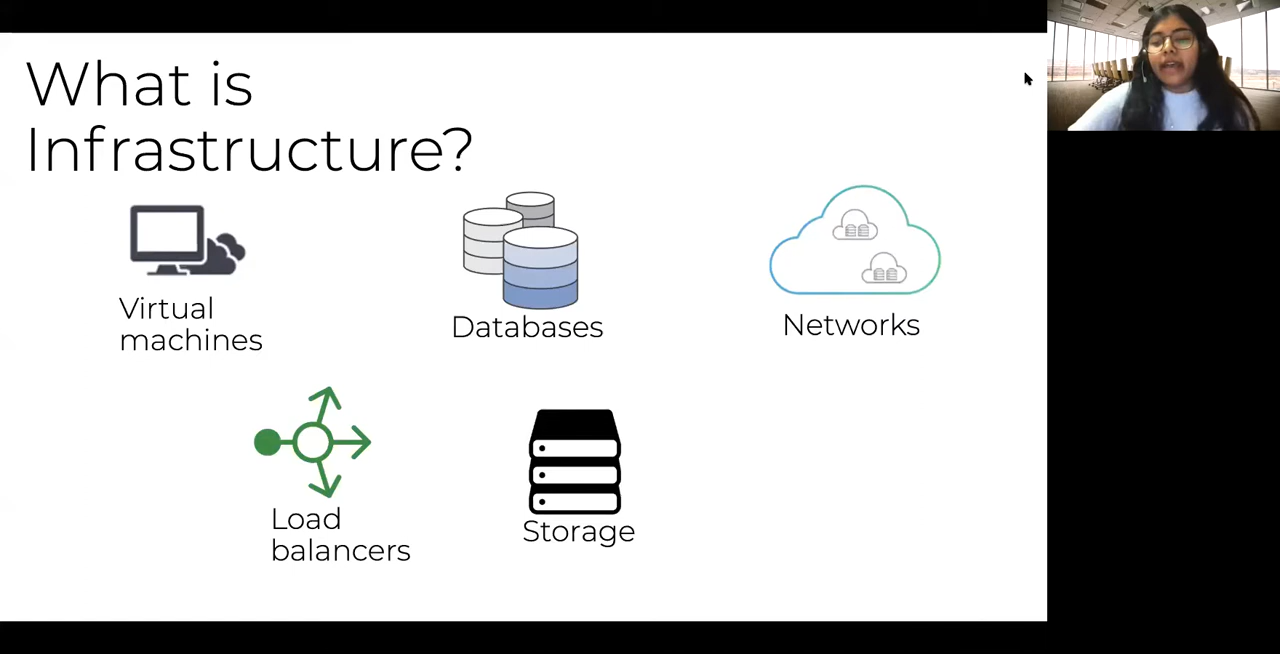 What is
Infrastructure?
Virtual
machines
Databases
Networks
Load
balancers
Storage